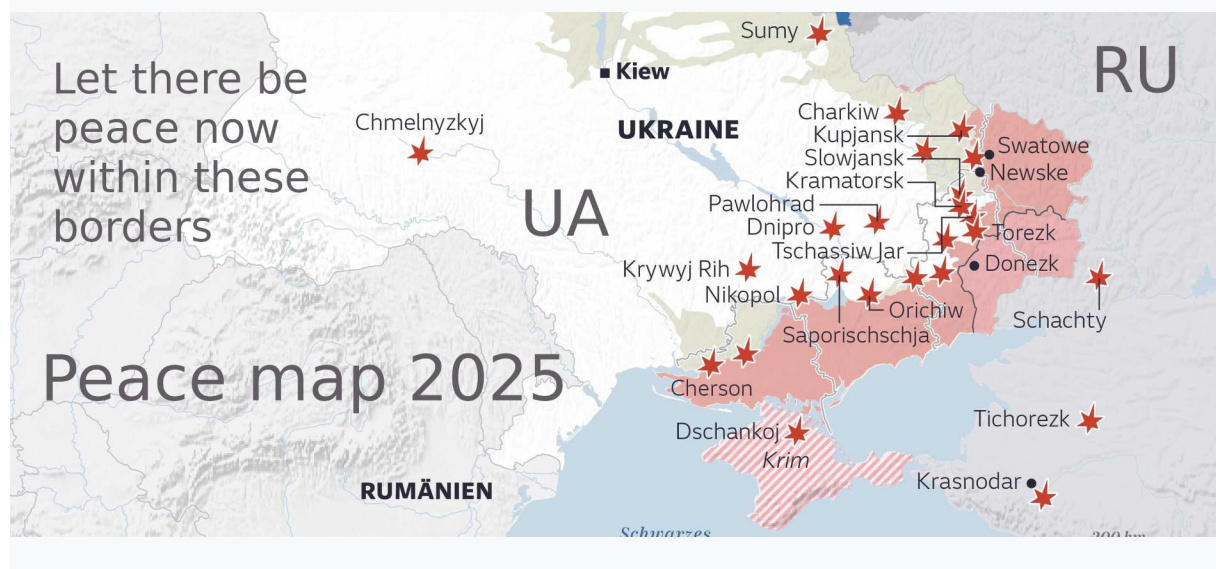 Sumy
RU
Let there be
peace now
within these
borders
Kiew
Chmelnyzkyj
UKRAINE
Charkiw
Kupjansk
Swatowe
Slowjansk
Newske
Kramatorsk
UA
Pawlohrad
Dnipro
Torezk
Tschassiw Jar
Krywyj Rih
Donezk
Nikopol
Orichiw
Schachty
Saporischschja
Peace map 2025
Cherson
Tichorezk
Dschankoj
Krim
Krasnodar
RUMÄNIEN
Schwarzes
200 km